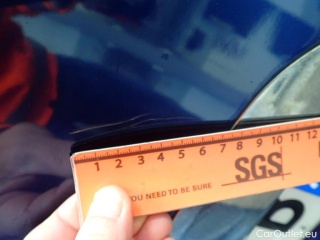 1 2 3 4 5 6 7 8 9 10 11 12
SGS
YOU NEED TO BE SURE
CarOutlet.eu